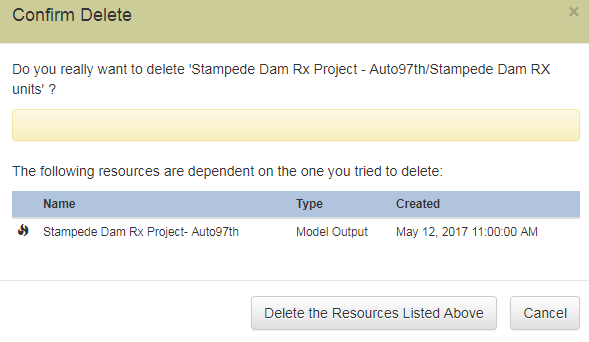 Confirm Delete
×
Do you really want to delete 'Stampede Dam Rx Project - Auto97th/Stampede Dam RX
units' ?
The following resources are dependent on the one you tried to delete:
Name Type Created
Stampede Dam Rx Project- Auto97th Model Output May 12, 2017 11:00:00 AM
Delete the Resources Listed Above Cancel